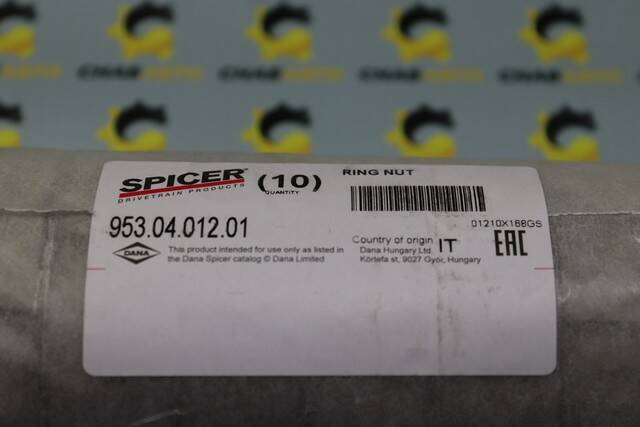 СПАВАВТО
SPICER®
DRIVETRAIN PRODUCTS
(10)
QUANTITY
RING NUT
953.04.012.01
01210X168GS
DANA
This product intended for use only as listed in
the Dana Spicer catalog © Dana Limited
Country of origin IT
Dana Hungary Ltd.
Körtefa st, 9027 Győr, Hungary
EAC